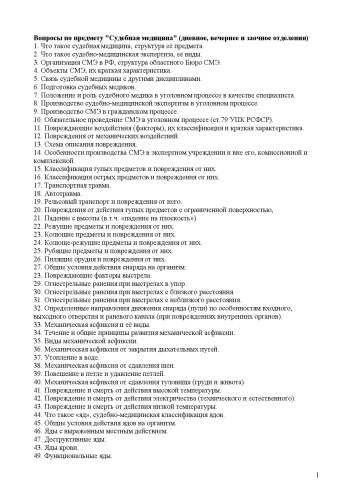 Вопросы по предмету "Судебная медицина" (дневное, вечернее и заочное отделения)
1. Что такое судебная медицина, структура её предмета.
2. Что такое судебно-медицинская экспертиза, её виды.
3. Организация СМЭ в РФ, структура областного Бюро СМЭ.
4. Объекты СМЭ, их краткая характеристика.
5. Связь судебной медицины с другими дисциплинами.
6. Подготовка судебных медиков.
7. Положение и роль судебного медика в уголовном процессе в качестве специалиста.
8. Производство судебно-медицинской экспертизы в уголовном процессе.
9. Производство СМЭ в гражданском процессе.
10. Обязательное проведение СМЭ в уголовном процессе (ст.79 УПК РСФСР).
11. Повреждающие воздействия (факторы), их классификация и краткая характеристика.
12. Повреждения от механических воздействий.
13. Схема описания повреждения.
14. Особенности производства СМЭ в экспертном учреждении и вне его, комиссионной и
комплексной.
15. Классификация тупых предметов и повреждения от них.
16. Классификация острых предметов и повреждения от них.
17. Транспортная травма.
18. Автотравма.
19. Рельсовый транспорт и повреждения от него.
20. Повреждения от действия тупых предметов с ограниченной поверхностью,
21. Падение с высоты (в т.ч. «падение на плоскость»).
22. Режущие предметы и повреждения от них.
23. Колющие предметы и повреждения от них.
24. Колюще-режущие предметы и повреждения от них.
25. Рубящие предметы и повреждения от них.
26. Пилящие орудия и повреждения от них.
27. Общие условия действия снаряда на организм.
23. Повреждающие факторы выстрела.
29. Огнестрельные ранения при выстрелах в упор.
30. Огнестрельные ранения при выстрелах с близкого расстояния.
31. Огнестрельные ранения при выстрелах с неблизкого расстояния.
32. Определенные направления движения снаряда (пули) по особенностям входного,
выходного отверстия и раневого канала (при повреждениях внутренних органов).
33. Механическая асфиксия и её виды.
34. Течение и общие принципы развития механической асфиксии.
35. Виды механической асфиксии.
36. Механическая асфиксия от закрытия дыхательных путей.
37. Утопление в воде.
38. Механическая асфиксия от сдавления шеи.
39. Повешение в петле и удавление петлей.
40. Механическая асфиксия от сдавления туловища (груди и живота).
41. Повреждение и смерть от действия высокой температуры.
42. Повреждение и смерть от действия электричества (технического и естественного).
43. Повреждение и смерть от действия низкой температуры.
44. Что такое «яд», судебно-медицинская классификация ядов.
45. Общие условия действия ядов на организм.
46. Яды с выраженным местным действием.
47. Деструктивные яды.
43. Яды крови.
49. Функциональные яды.
1